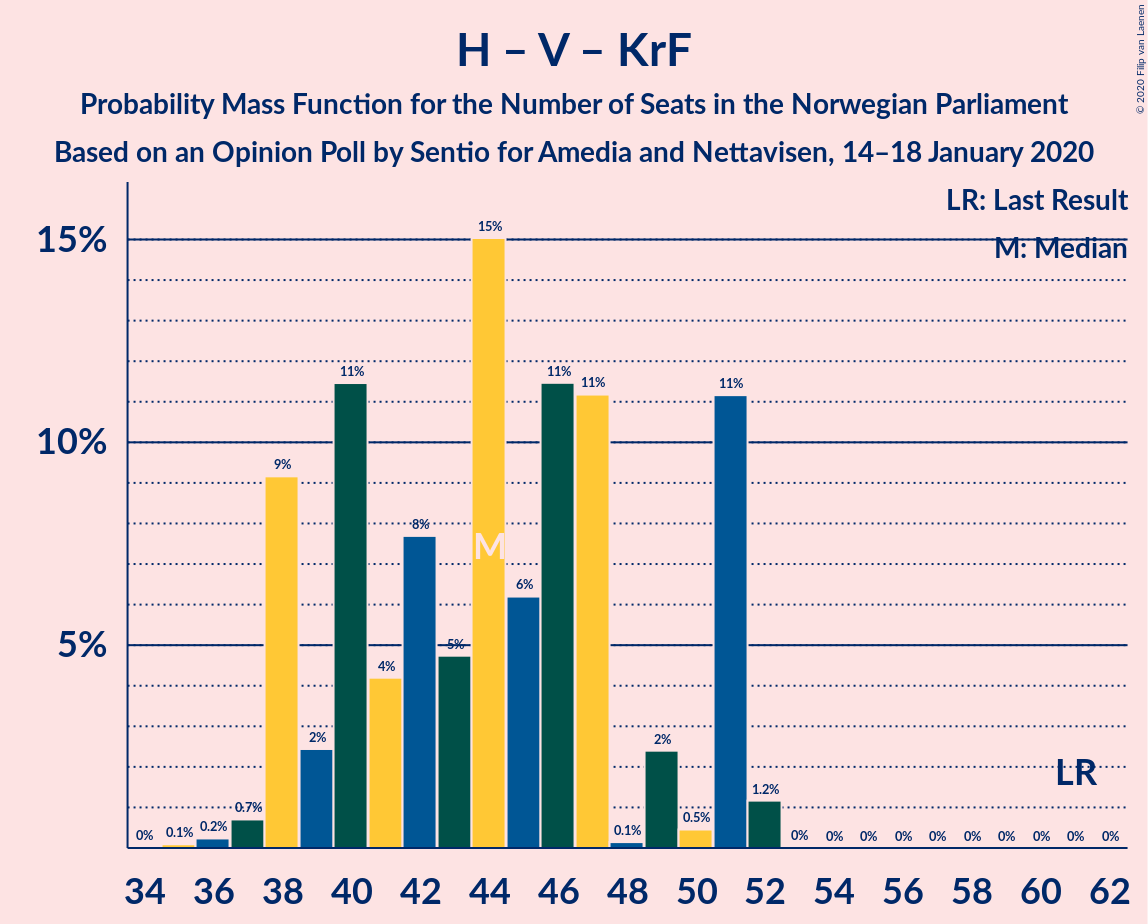 H – V – KrF
Probability Mass Function for the Number of Seats in the Norwegian Parliament
Based on an Opinion Poll by Sentio for Amedia and Nettavisen, 14–18 January 2020
© 2020 Filip van Laenen
LR: Last Result
M: Median
15%
10%
5%
0% 0.1% 0.2% 0.7% 9% 2% 11% 4% 8% 5% 15% 6% 11% 11% 0.1% 2% 0.5% 11% 1.2% 0% 0% 0% 0% 0% 0% 0% 0% 0% 0%
M
LR
34 36 38 40 42 44 46 48 50 52 54 56 58 60 62